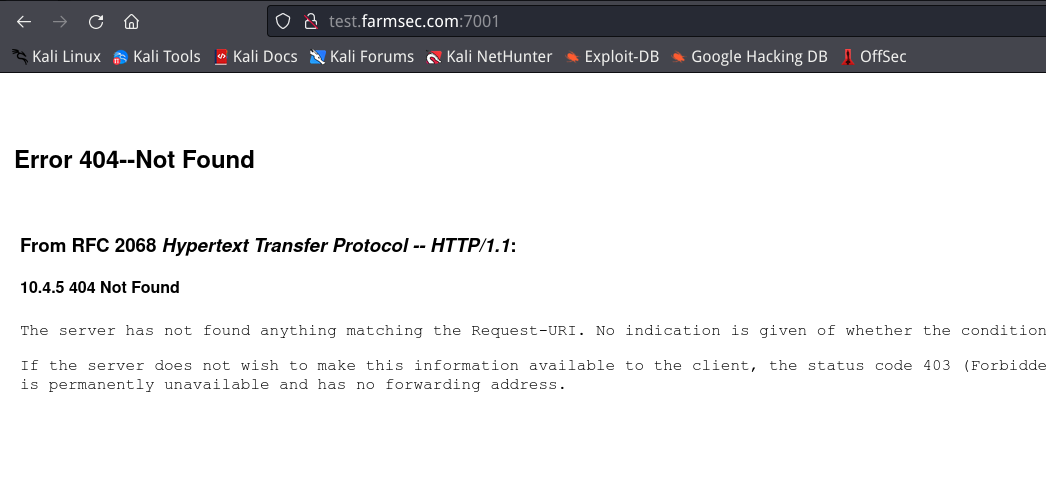 test.farmsec.com:7001
Kali Linux Kali Tools Kali Docs Kali Forums Kali NetHunter Exploit-DB Google Hacking DB OffSec
Error 404--Not Found
From RFC 2068 Hypertext Transfer Protocol -- HTTP/1.1:
10.4.5 404 Not Found
The server has not found anything matching the Request-URI. No indication is given of whether the condition
If the server does not wish to make this information available to the client, the status code 403 (Forbidde
is permanently unavailable and has no forwarding address.